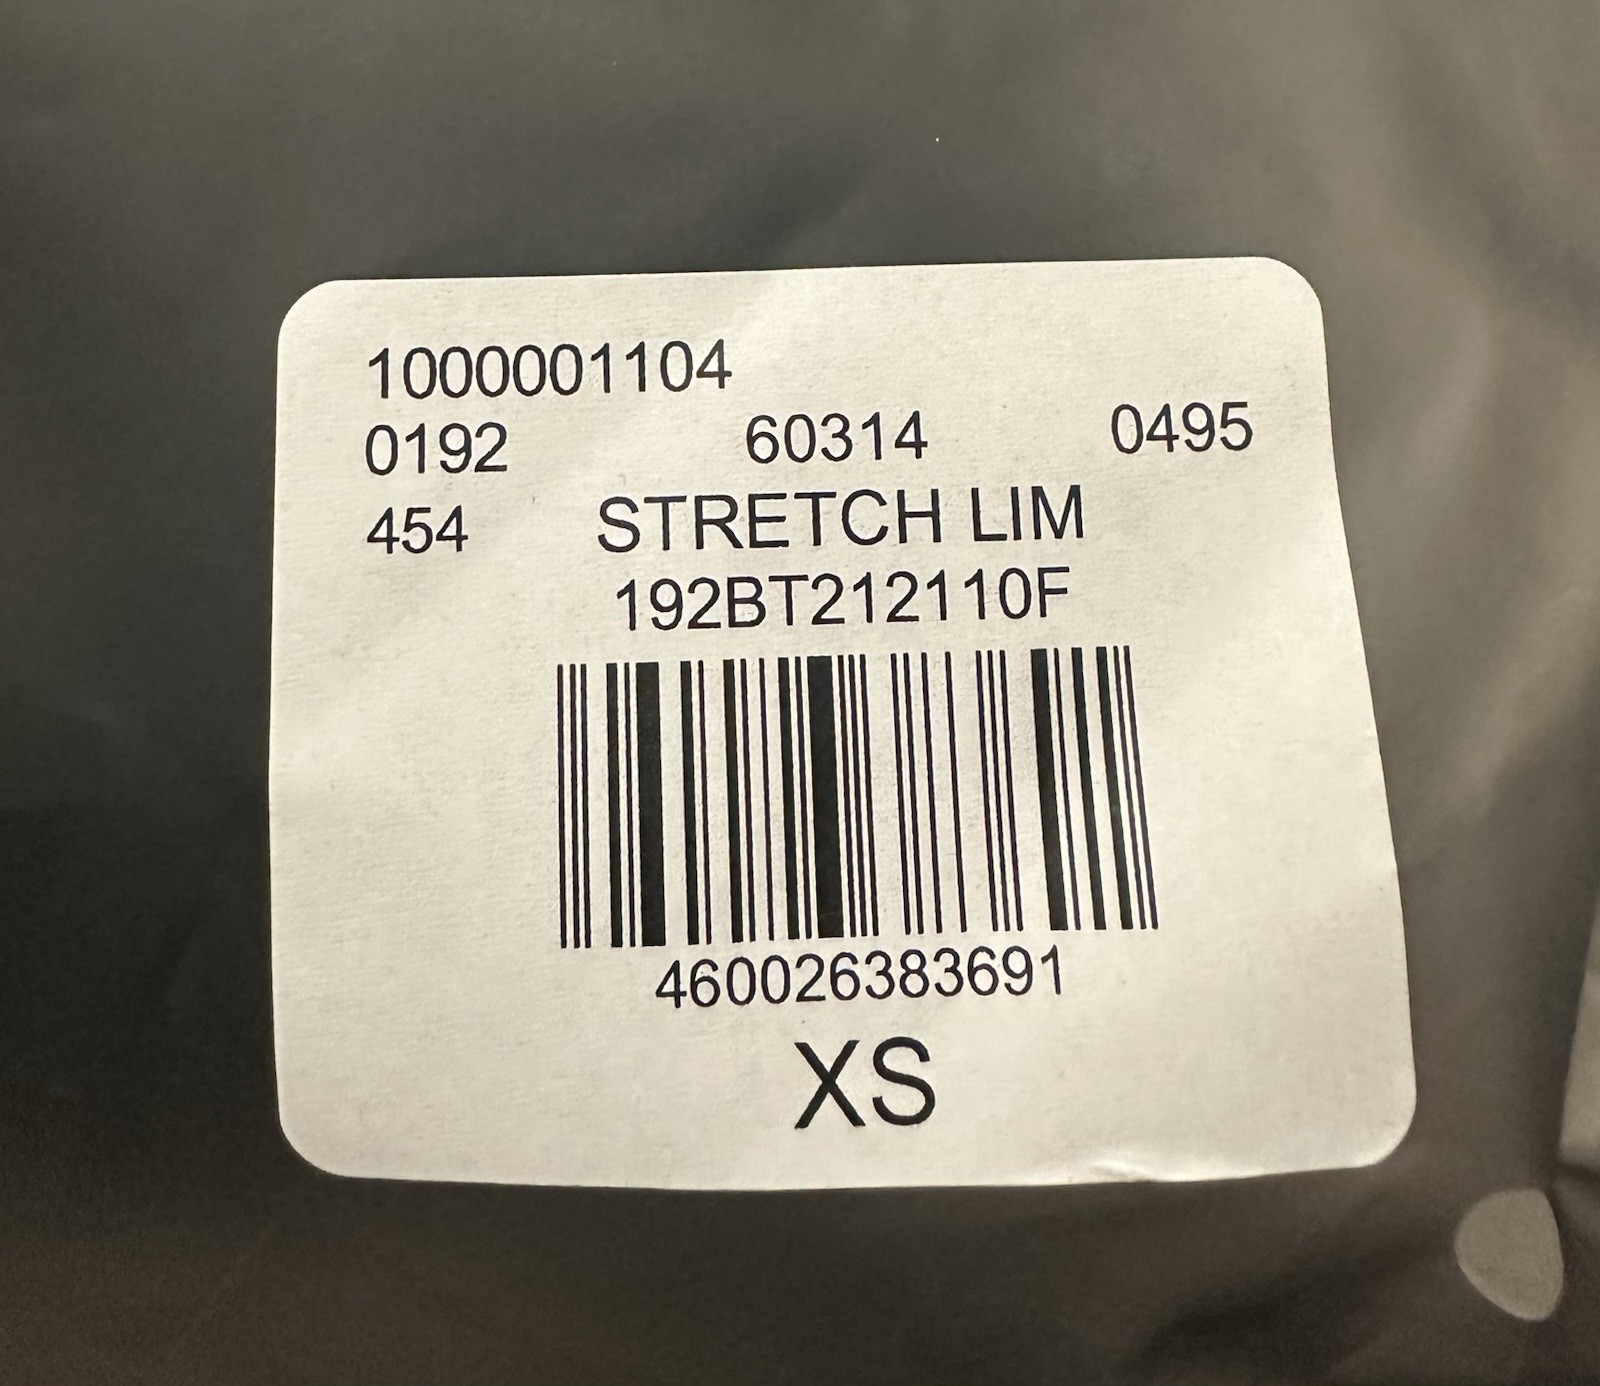 1000001104
0192 60314 0495
454 STRETCH LIM
192BT212110F
460026383691
XS